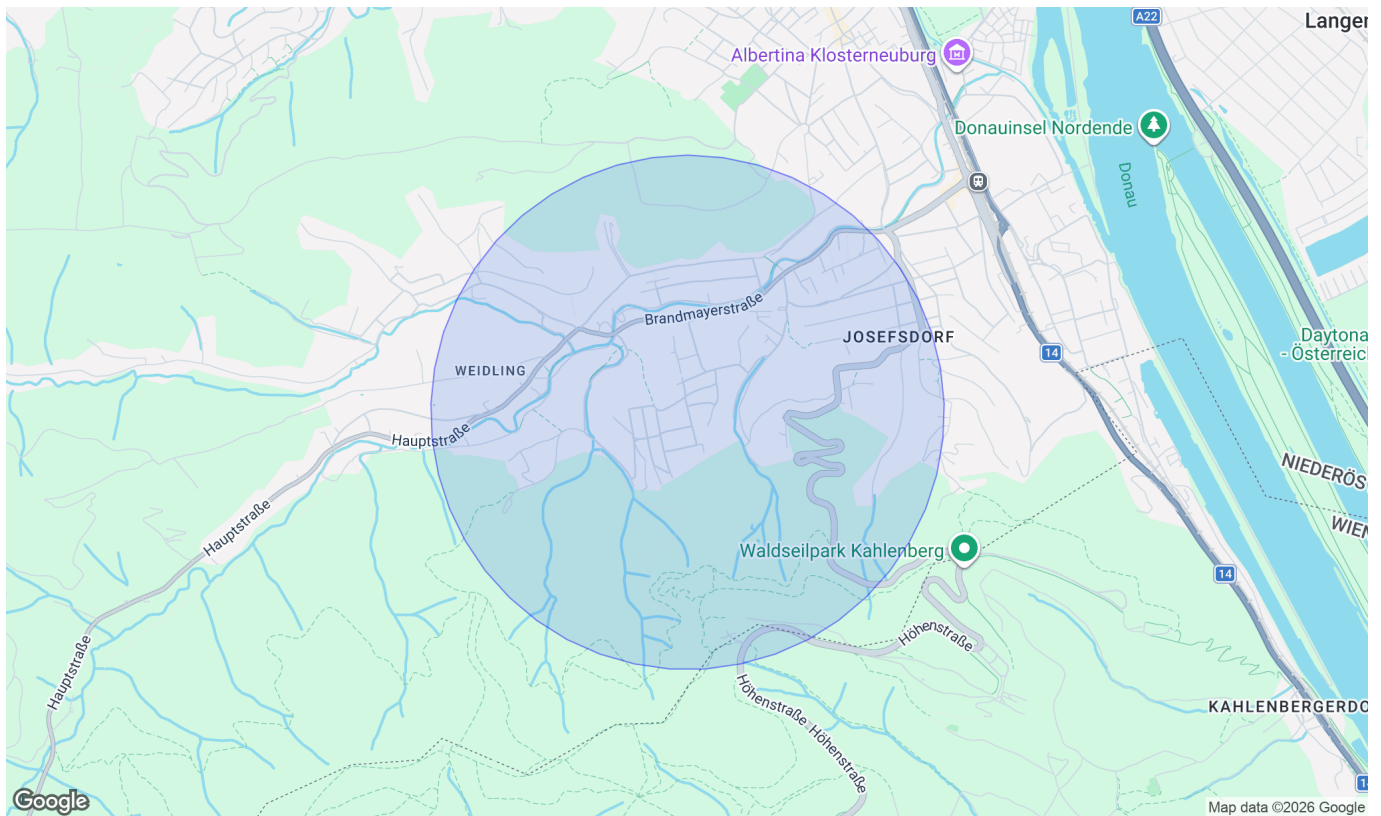 A22
Langer
Albertina Klosterneuburg
Donauinsel Nordende
Donau
Brandmayerstraße
JOSEFSDORF
Daytona
- Österreich
14
WEIDLING
Hauptstraße
NIEDERÖS
WIEN
Hauptstraße
Waldseilpark Kahlenberg
14
Höhenstraße
Hauptstraße
Höhenstraße
Höhenstraße
KAHLENBERGERDO
14
Google
Map data ©2026 Google